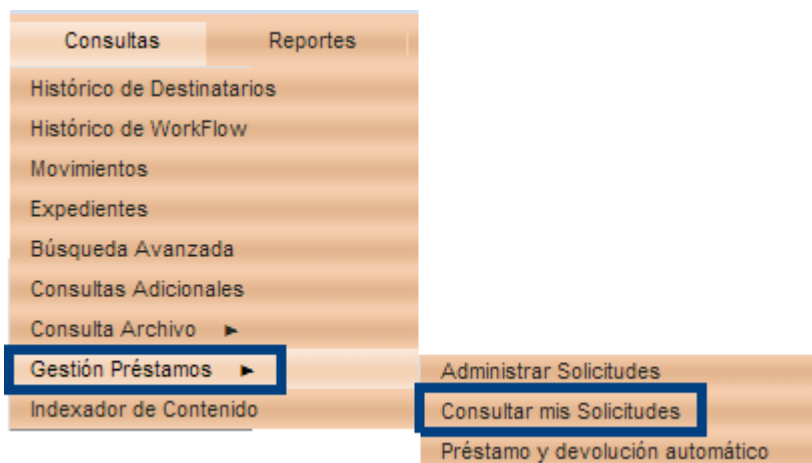 Consultas Reportes
Histórico de Destinatarios
Histórico de WorkFlow
Movimientos
Expedientes
Búsqueda Avanzada
Consultas Adicionales
Consulta Archivo ►
Gestión Préstamos ►
Indexador de Contenido
Administrar Solicitudes
Consultar mis Solicitudes
Préstamo y devolución automático